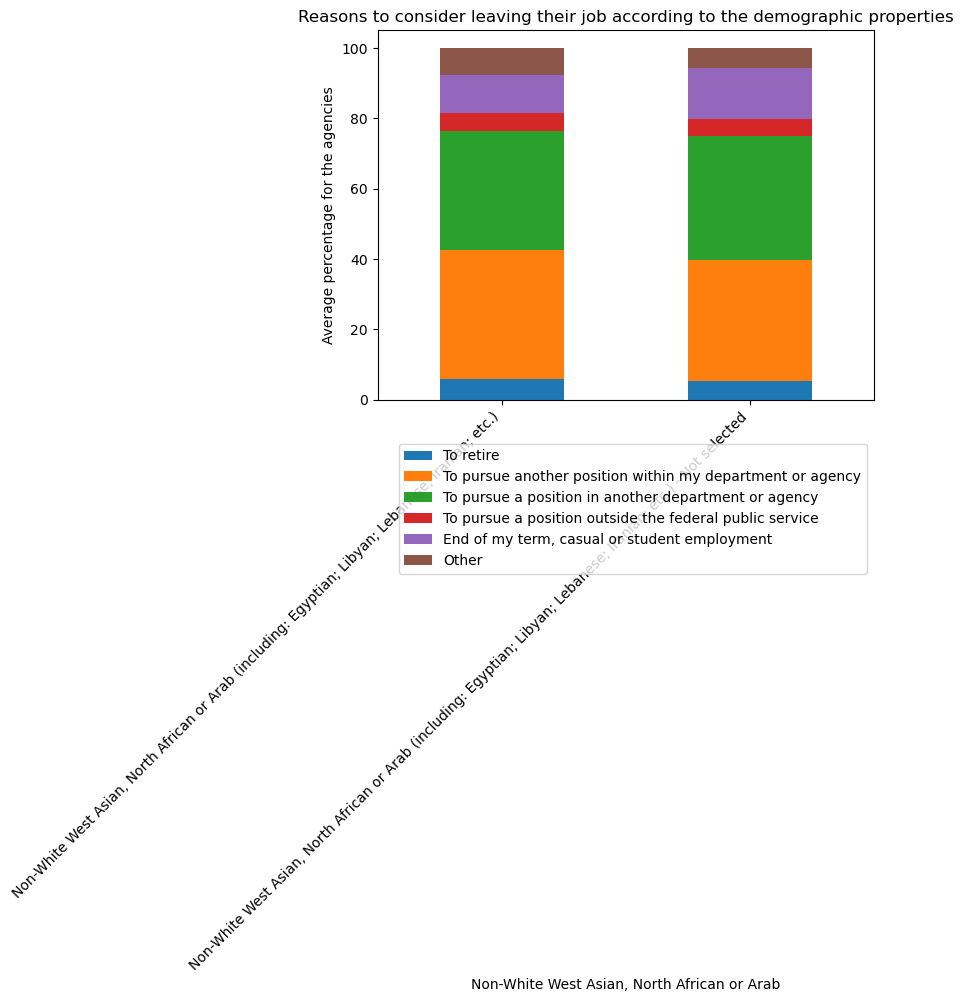 Reasons to consider leaving their job according to the demographic properties
Average percentage for the agencies
100
80
60
40
20
0
Non-White West Asian, North African or Arab (including: Egyptian; Libyan; Lebanese; Iranian; etc.)
Non-White West Asian, North African or Arab (including: Egyptian; Libyan; Lebanese; Iranian; etc.) - Not selected
To retire
To pursue another position within my department or agency
To pursue a position in another department or agency
To pursue a position outside the federal public service
End of my term, casual or student employment
Other
Non-White West Asian, North African or Arab